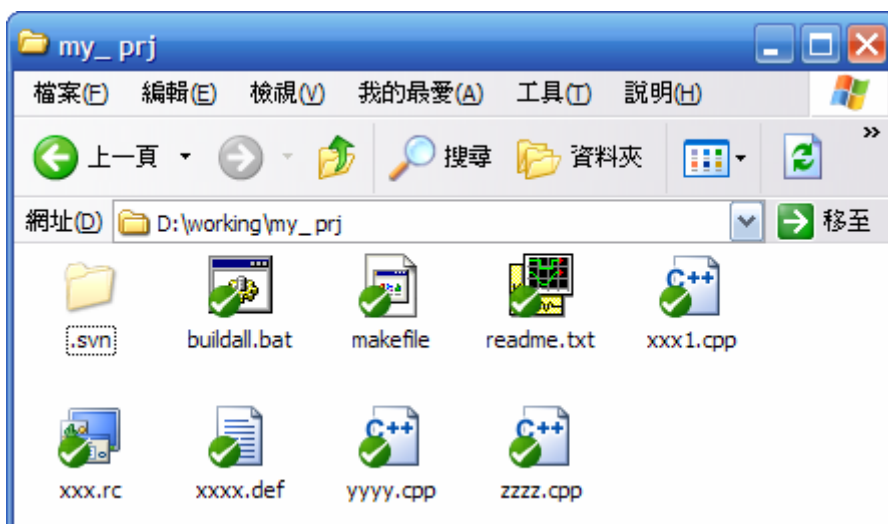 my_ prj
檔案(F) 編輯(E) 檢視(V) 我的最愛(A) 工具(T) 說明(H)
上一頁 搜尋 資料夾 »
網址(D) D:\working\my_ prj 移至
.svn buildall.bat makefile readme.txt xxx1.cpp
xxx.rc xxxx.def yyyy.cpp zzzz.cpp